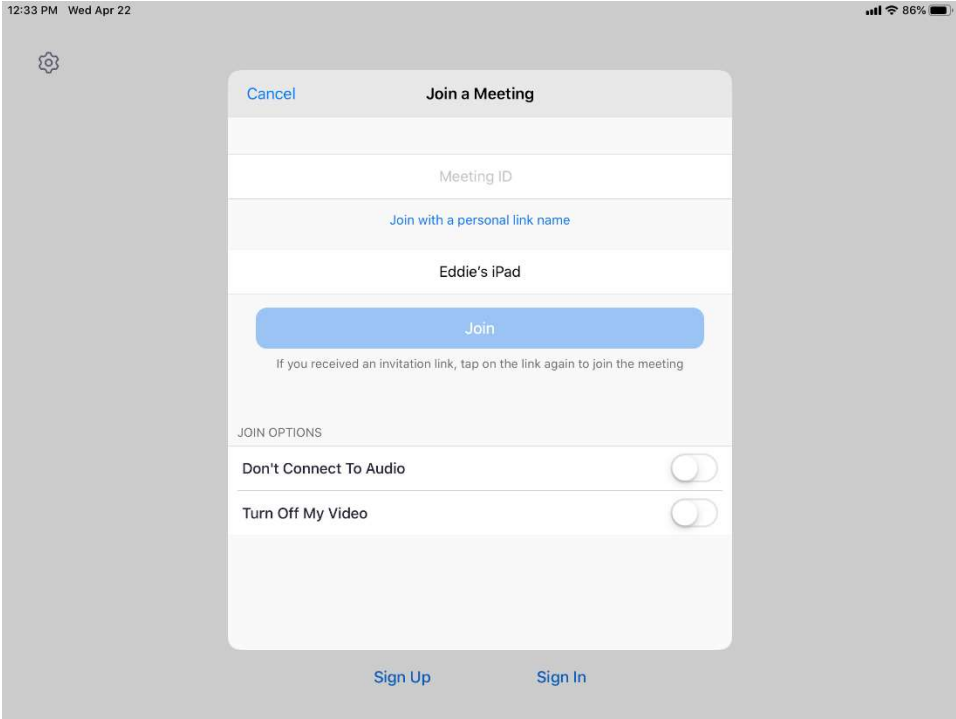 12:33 PM Wed Apr 22 86%
Cancel Join a Meeting
Meeting ID
Join with a personal link name
Eddie's iPad
Join
If you received an invitation link, tap on the link again to join the meeting
JOIN OPTIONS
Don't Connect To Audio
Turn Off My Video
Sign Up Sign In